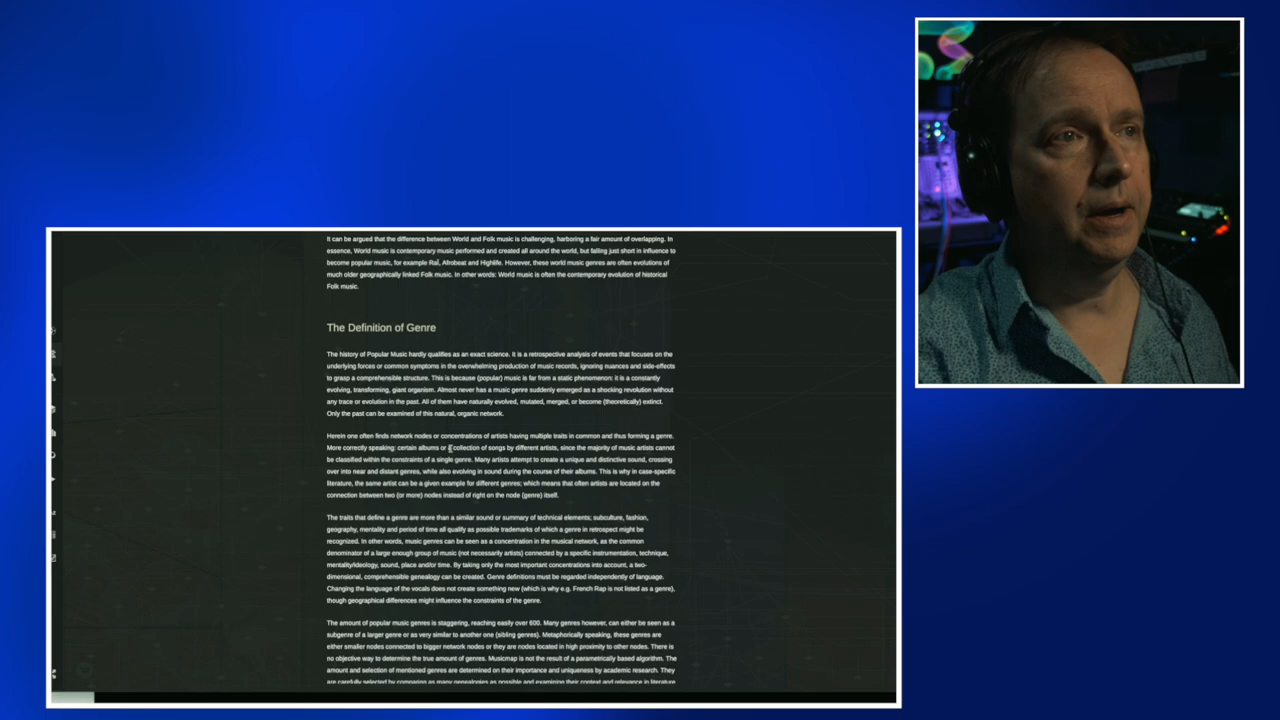 It can be argued that the difference between World and Folk music is challenging, harboring a fair amount of overlapping. In
essence, World music is contemporary music performed and created all around the world, but falling just short in influence to
become popular music, for example Raï, Afrobeat and Highlife. However, these world music genres are often evolutions of
much older geographically linked Folk music. In other words: World music is often the contemporary evolution of historical
Folk music.
The Definition of Genre
The history of Popular Music hardly qualifies as an exact science. It is a retrospective analysis of events that focuses on the
underlying forces or common symptoms in the overwhelming production of music records, ignoring nuances and side-effects
to grasp a comprehensible structure. This is because (popular) music is far from a static phenomenon: it is a constantly
evolving, transforming, giant organism. Almost never has a music genre suddenly emerged as a shocking revolution without
any trace or evolution in the past. All of them have naturally evolved, mutated, merged, or become (theoretically) extinct.
Only the past can be examined of this natural, organic network.
Herein one often finds network nodes or concentrations of artists having multiple traits in common and thus forming a genre.
More correctly speaking: certain albums or a collection of songs by different artists, since the majority of music artists cannot
be classified within the constraints of a single genre. Many artists attempt to create a unique and distinctive sound, crossing
over into near and distant genres, while also evolving in sound during the course of their albums. This is why in case-specific
literature, the same artist can be a given example for different genres; which means that often artists are located on the
connection between two (or more) nodes instead of right on the node (genre) itself.
The traits that define a genre are more than a similar sound or summary of technical elements; subculture, fashion,
geography, mentality and period of time all qualify as possible trademarks of which a genre in retrospect might be
recognized. In other words, music genres can be seen as a concentration in the musical network, as the common
denominator of a large enough group of music (not necessarily artists) connected by a specific instrumentation, technique,
mentality/ideology, sound, place and/or time. By taking only the most important concentrations into account, a two-
dimensional, comprehensible genealogy can be created. Genre definitions must be regarded independently of language.
Changing the language of the vocals does not create something new (which is why e.g. French Rap is not listed as a genre),
though geographical differences might influence the constraints of the genre.
The amount of popular music genres is staggering, reaching easily over 600. Many genres however, can either be seen as a
subgenre of a larger genre or as very similar to another one (sibling genres). Metaphorically speaking, these genres are
either smaller nodes connected to bigger network nodes or they are nodes located in high proximity to other nodes. There is
no objective way to determine the true amount of genres. Musicmap is not the result of a parametrically based algorithm. The
amount and selection of mentioned genres are determined on their importance and uniqueness by academic research. They
are carefully selected by comparing as many genealogies as possible and examining their context and relevance in literature